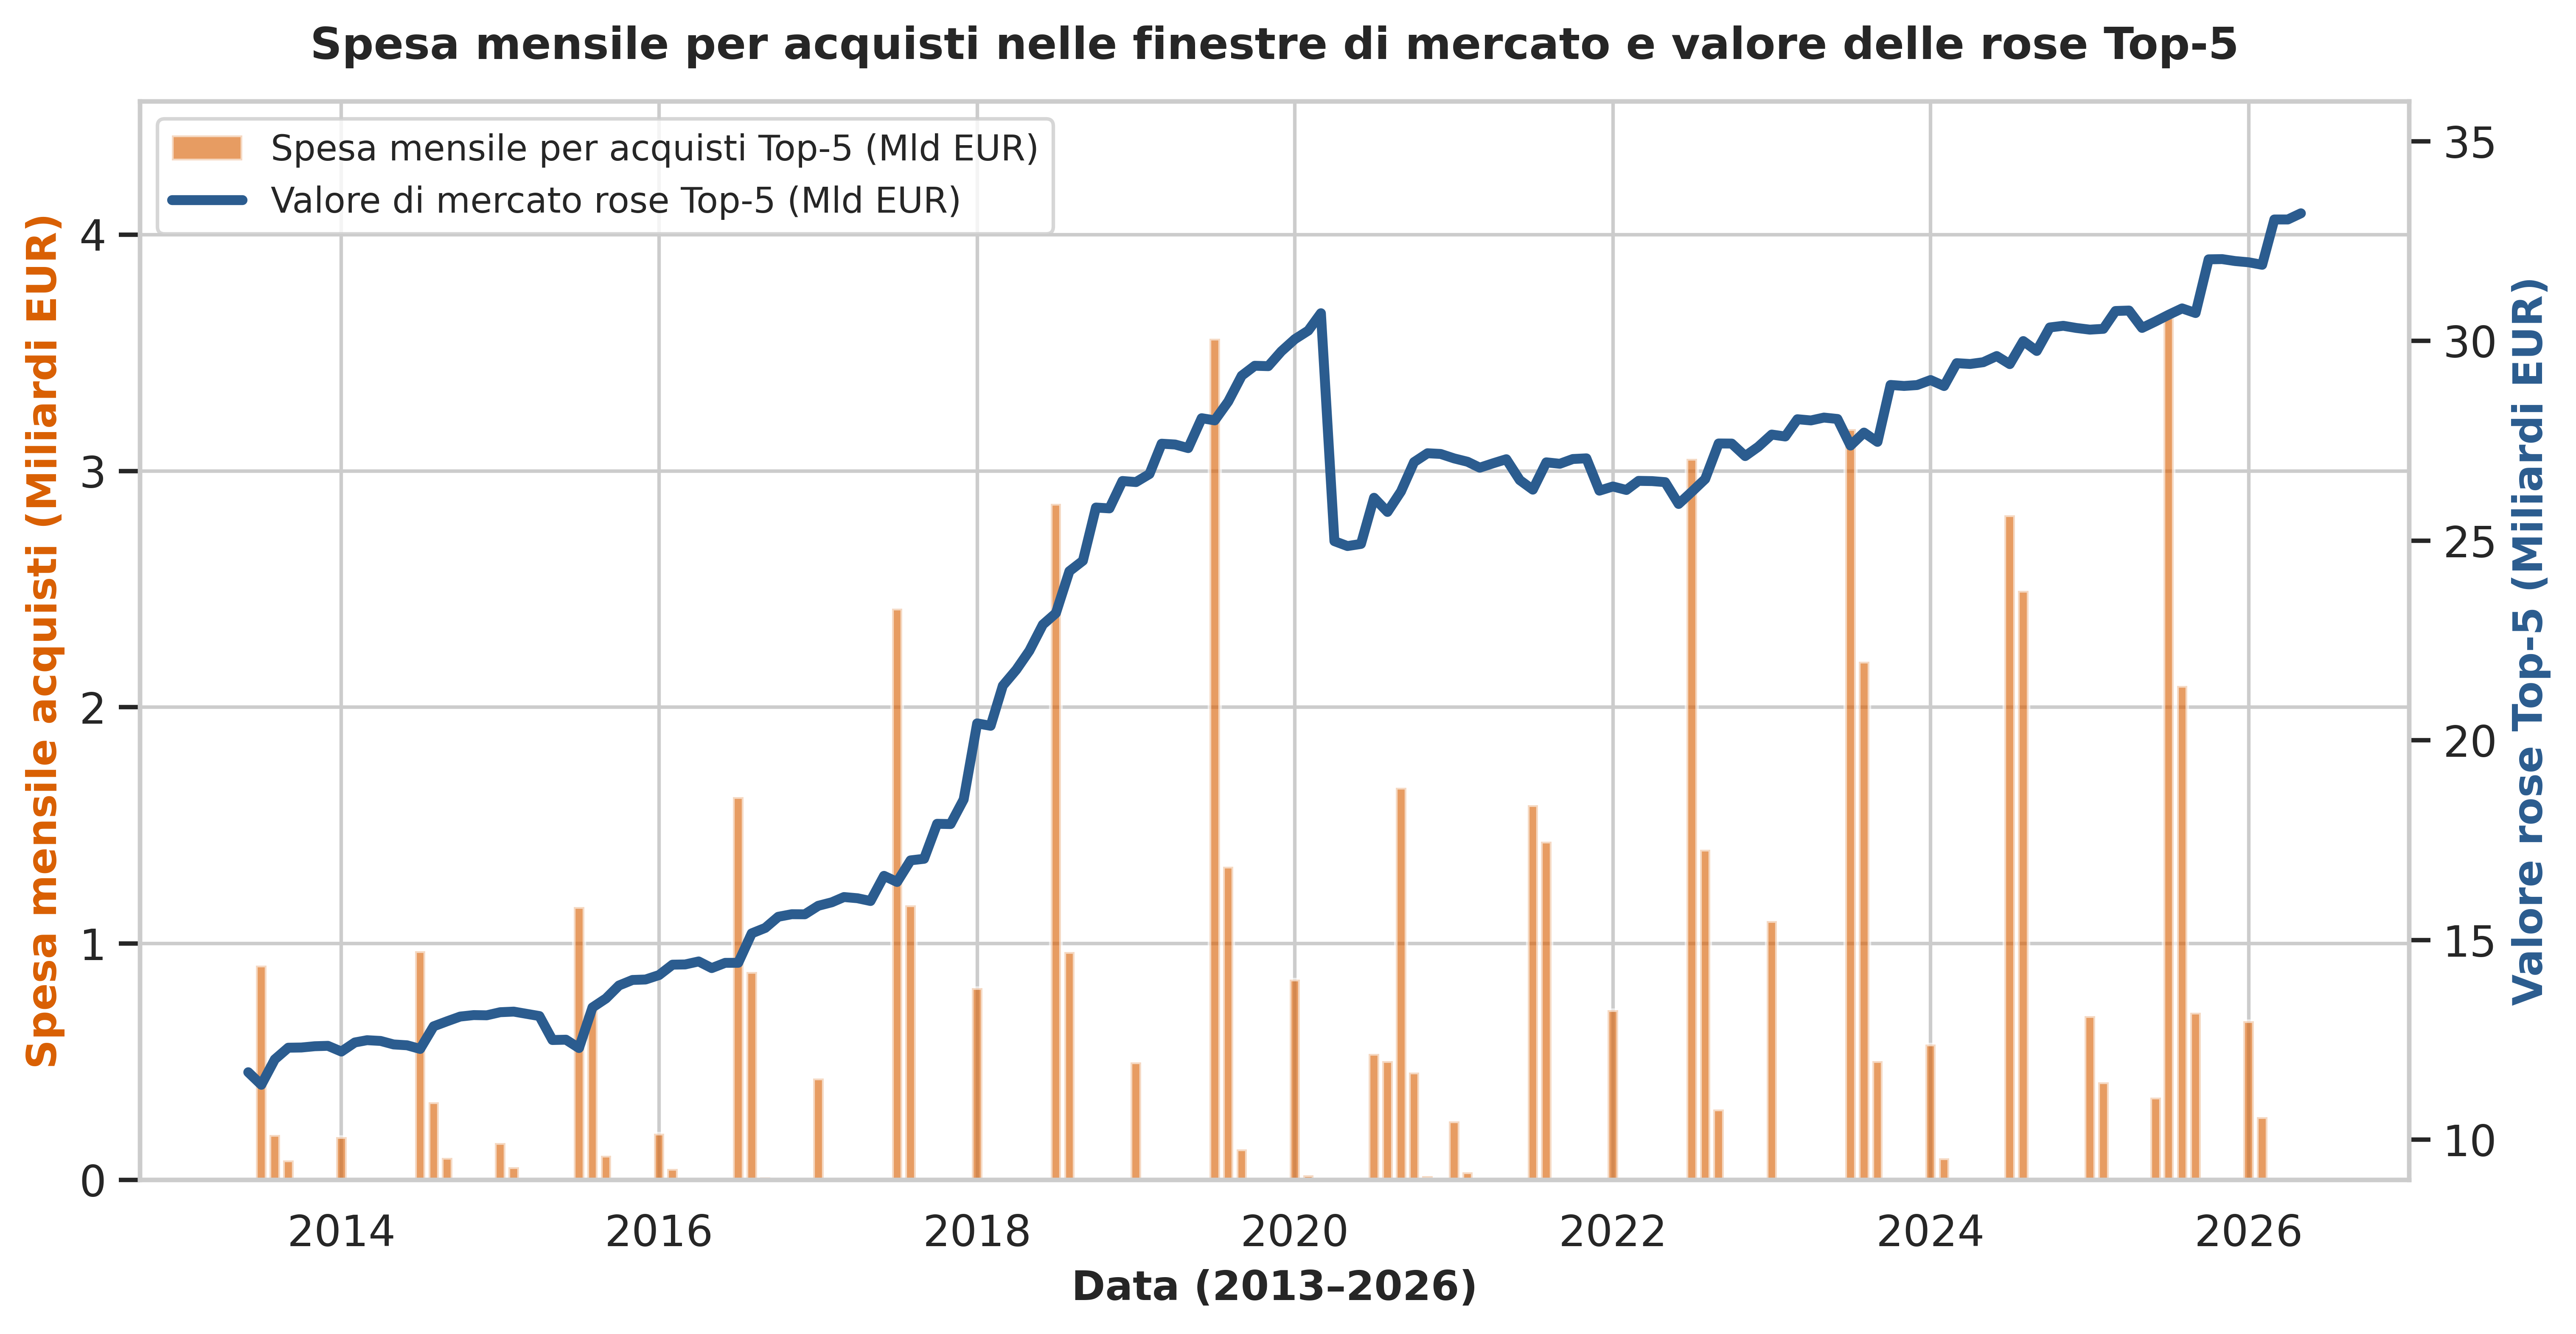 Spesa mensile per acquisti nelle finestre di mercato e valore delle rose Top-5
Spesa mensile per acquisti Top-5 (Mld EUR)
Valore di mercato rose Top-5 (Mld EUR)
Spesa mensile acquisti (Miliardi EUR)
4
3
2
1
0
35
30
25
20
15
10
Valore rose Top-5 (Miliardi EUR)
2014 2016 2018 2020 2022 2024 2026
Data (2013–2026)